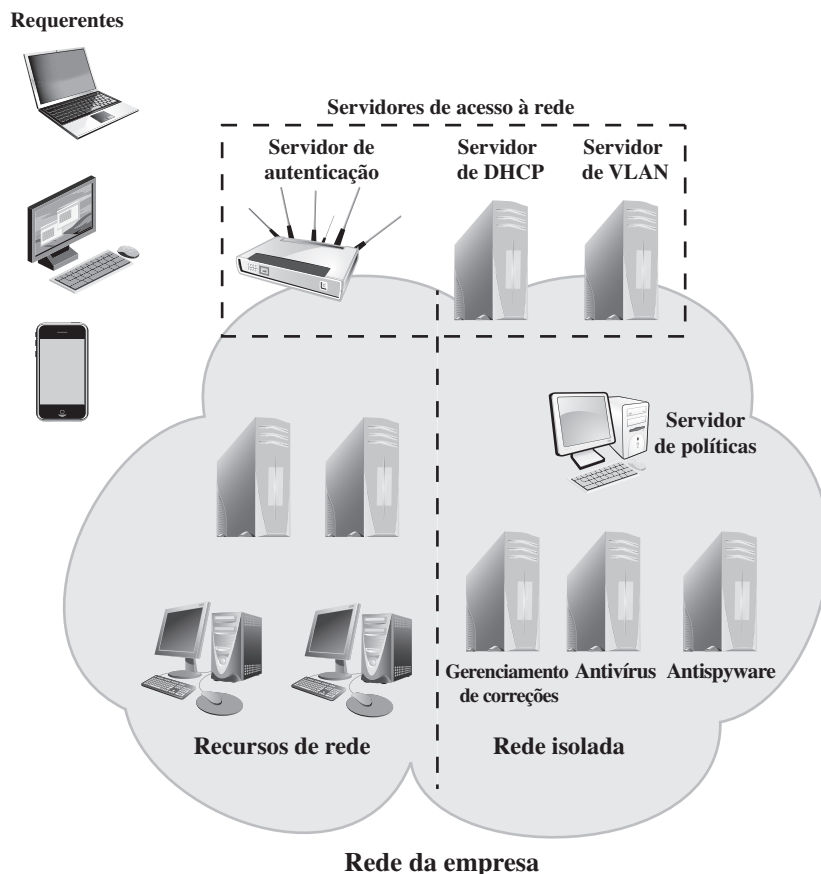 Requerentes
Servidores de acesso à rede
Servidor de
autenticação
Servidor
de DHCP
Servidor
de VLAN
Servidor
de políticas
Gerenciamento
de correções
Antivírus
Antispyware
Recursos de rede
Rede isolada
Rede da empresa